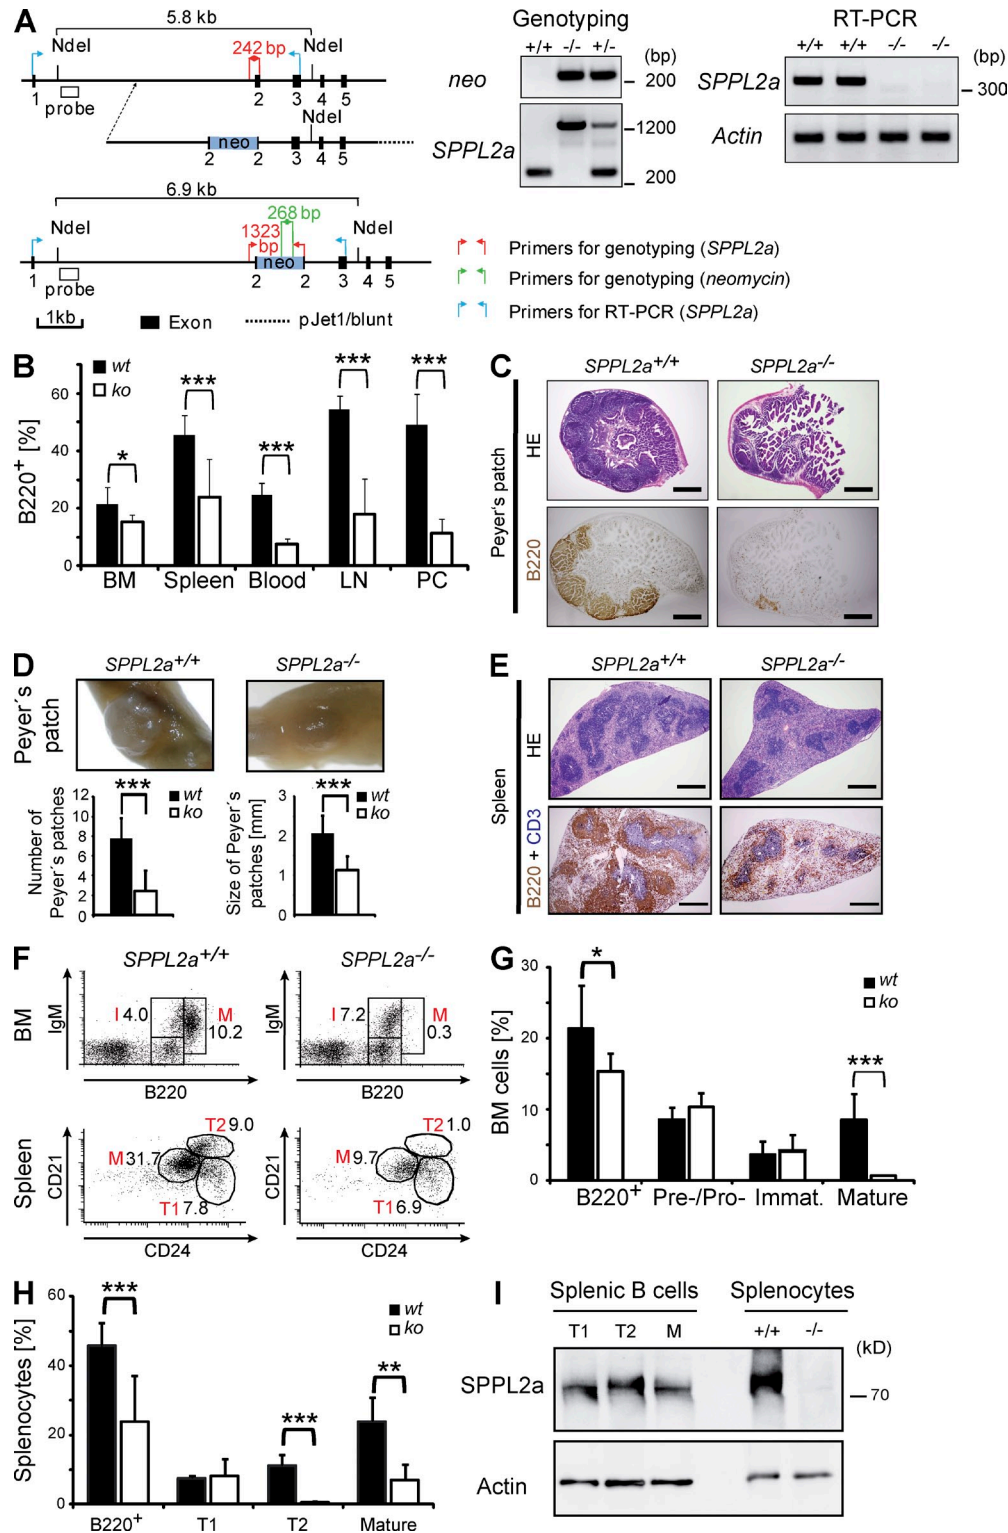 A
5.8 kb
NdeI
242 bp
NdeI
1
probe
2
3
4
5
NdeI
neo
2
2
3
4
5
6.9 kb
NdeI
268 bp
NdeI
1323
bp
neo
1
probe
2
2
3
4
5
1kb
Exon
pJet1/blunt
Genotyping
+/+ -/- +/-
(bp)
neo
200
SPPL2a
1200
200
RT-PCR
+/+ +/+ -/- -/-
(bp)
SPPL2a
300
Actin
Primers for genotyping (SPPL2a)
Primers for genotyping (neomycin)
Primers for RT-PCR (SPPL2a)
B
wt
ko
B220+ [%]
60
40
20
0
*
***
***
***
***
BM Spleen Blood LN PC
C
SPPL2a+/+ SPPL2a-/-
Peyer's patch
HE
B220
D
SPPL2a+/+ SPPL2a-/-
Peyer´s
patch
Number of
Peyer´s patches
12
10
8
6
4
2
0
***
wt
ko
Size of Peyer´s
patches [mm]
3
2
1
0
***
wt
ko
E
SPPL2a+/+ SPPL2a-/-
Spleen
HE
B220 + CD3
F
SPPL2a+/+ SPPL2a-/-
BM
IgM
I 4.0
M
10.2
B220
IgM
I 7.2
M
0.3
B220
Spleen
CD21
T2 9.0
M 31.7
T1 7.8
CD24
CD21
T2 1.0
M 9.7
T1 6.9
CD24
G
BM cells [%]
30
20
10
0
*
***
wt
ko
B220+ Pre-/Pro- Immat. Mature
H
Splenocytes [%]
60
40
20
0
***
***
**
wt
ko
B220+ T1 T2 Mature
I
Splenic B cells Splenocytes
T1 T2 M +/+ -/-
(kD)
SPPL2a
70
Actin